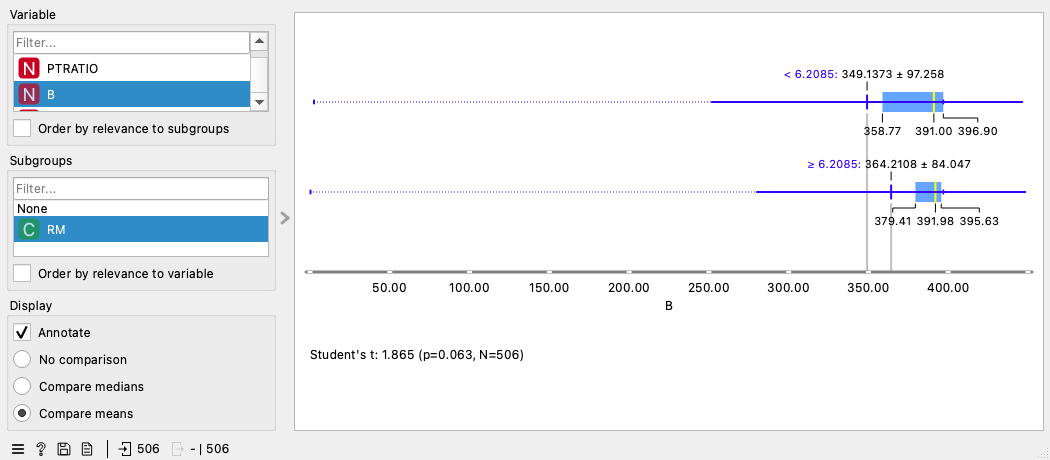 Variable
Filter...
N PTRATIO
N B
Order by relevance to subgroups
Subgroups
Filter...
None
C RM
Order by relevance to variable
Display
Annotate
No comparison
Compare medians
Compare means
506
- | 506
< 6.2085: 349.1373 ± 97.258
358.77 391.00 396.90
≥ 6.2085: 364.2108 ± 84.047
379.41 391.98 395.63
50.00 100.00 150.00 200.00 250.00 300.00 350.00 400.00
B
Student's t: 1.865 (p=0.063, N=506)